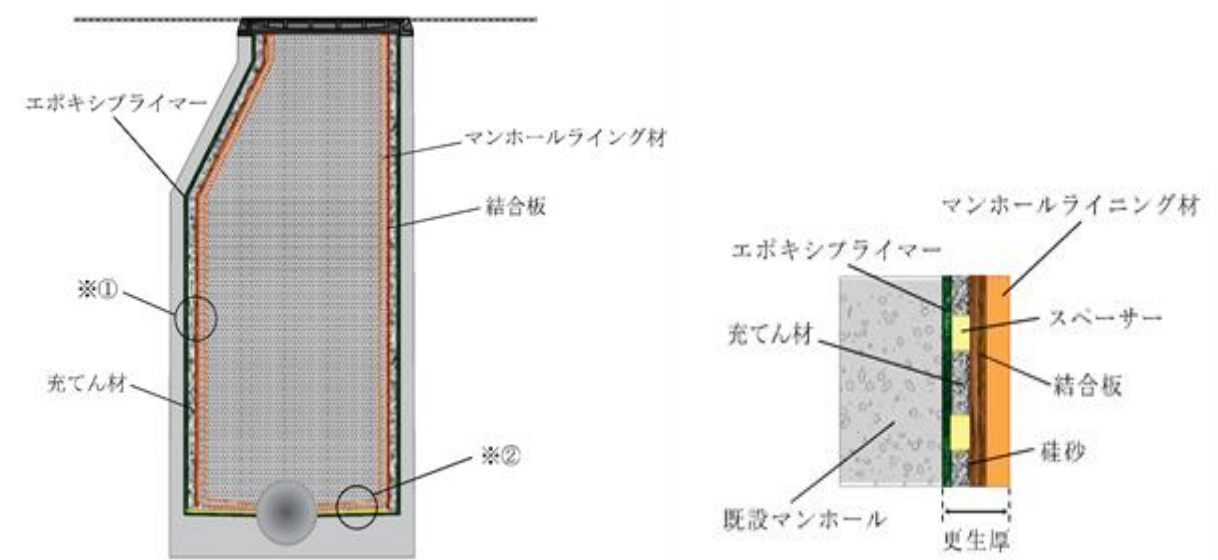 エポキシプライマー
マンホールライング材
結合板
※①
充てん材
※②
マンホールライニング材
エポキシプライマー
スペーサー
充てん材
結合板
硅砂
既設マンホール
更生厚